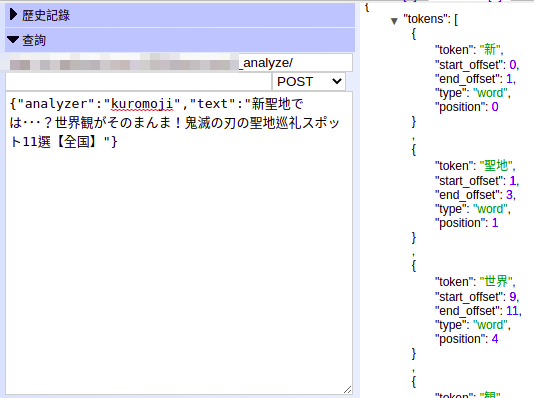 歴史記錄
查詢
_analyze/
POST
{"analyzer":"kuromoji","text":"新聖地で
は･･･？世界観がそのまんま！鬼滅の刃の聖地巡礼スポッ
ト11選【全国】"}
{
"tokens": [
{
"token": "新",
"start_offset": 0,
"end_offset": 1,
"type": "word",
"position": 0
}
,
{
"token": "聖地",
"start_offset": 1,
"end_offset": 3,
"type": "word",
"position": 1
}
,
{
"token": "世界",
"start_offset": 9,
"end_offset": 11,
"type": "word",
"position": 4
}
,
{
"token": "観",